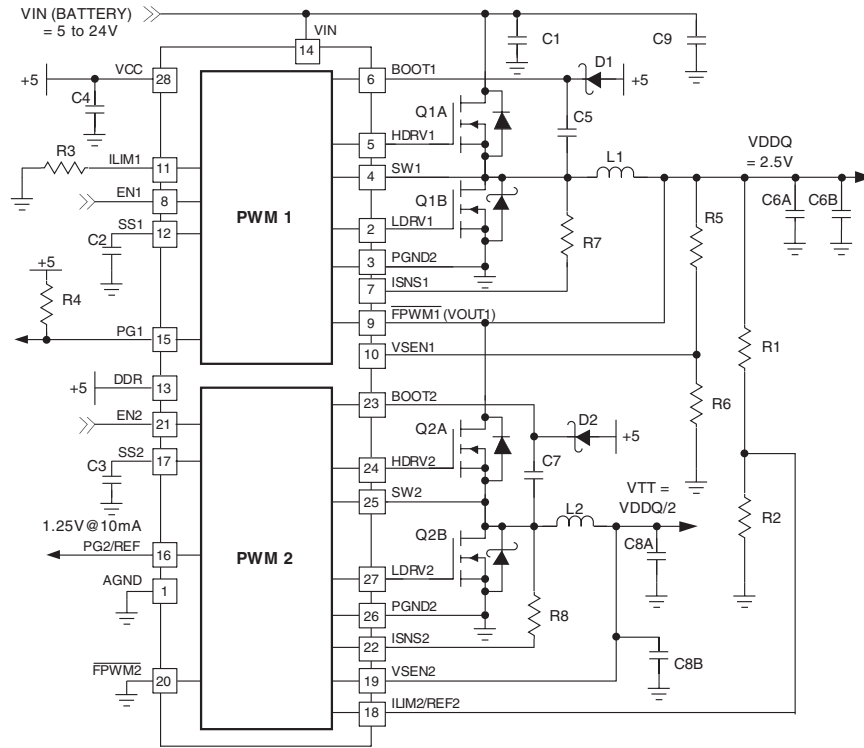 VIN (BATTERY)
= 5 to 24V
VIN
14
C1
C9
+5
VCC
28
C4
6
BOOT1
D1
+5
Q1A
C5
HDRV1
5
R3
ILIM1
11
4
SW1
L1
VDDQ
= 2.5V
EN1
8
PWM 1
Q1B
C6A
C6B
SS1
12
C2
2
LDRV1
R5
R7
3
PGND2
+5
7
ISNS1
R4
9
FPWM1 (VOUT1)
PG1
15
10
VSEN1
R1
DDR
+5
13
23
BOOT2
R6
EN2
21
Q2A
D2
+5
SS2
17
C3
24
HDRV2
C7
25
SW2
VTT =
VDDQ/2
L2
R2
1.25V@10mA
PG2/REF
16
PWM 2
Q2B
C8A
AGND
1
27
LDRV2
26
PGND2
R8
22
ISNS2
C8B
FPWM2
20
19
VSEN2
18
ILIM2/REF2